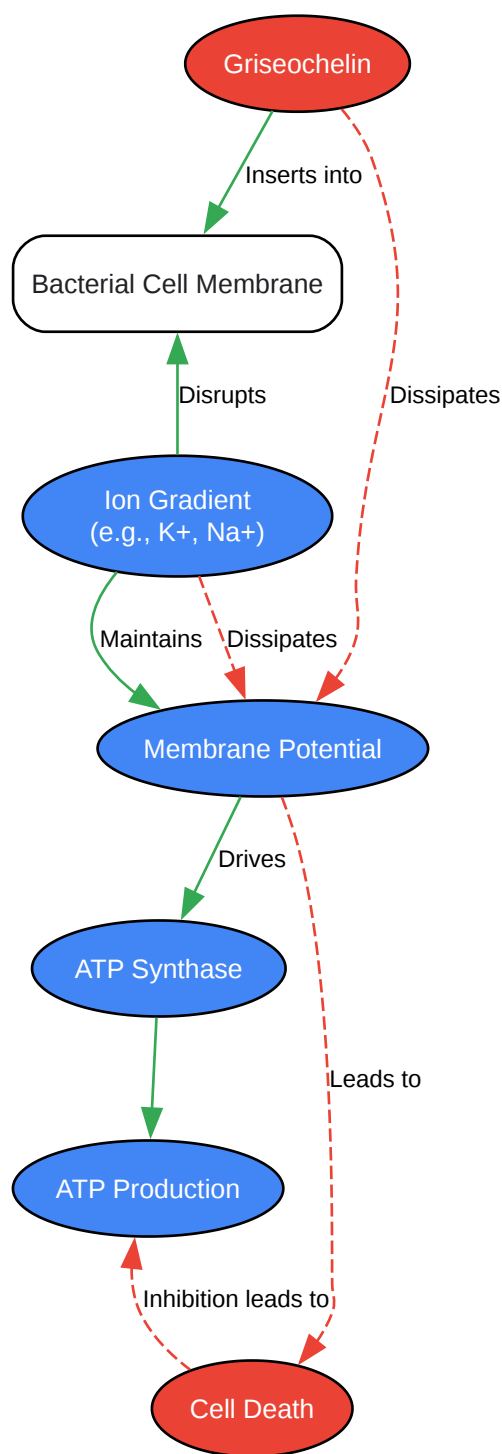 Griseochelin
Inserts into
Bacterial Cell Membrane
Disrupts
Dissipates
Ion Gradient
(e.g., K+, Na+)
Maintains
Dissipates
Membrane Potential
Drives
ATP Synthase
Leads to
ATP Production
Inhibition leads to
Cell Death